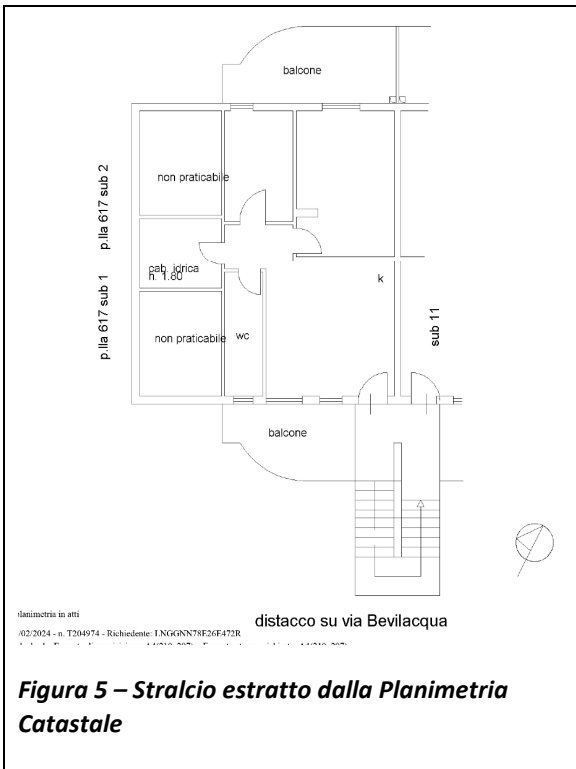 balcone
p.lla 617 sub 2
non praticabile
cab. idrica
h. 1.80
k
p.lla 617 sub 1
non praticabile
wc
sub 11
balcone
planimetria in atti
/02/2024 - n. T204974 - Richiedente: LNGGNN78E26E472R
distacco su via Bevilacqua
Figura 5 – Stralcio estratto dalla Planimetria
Catastale